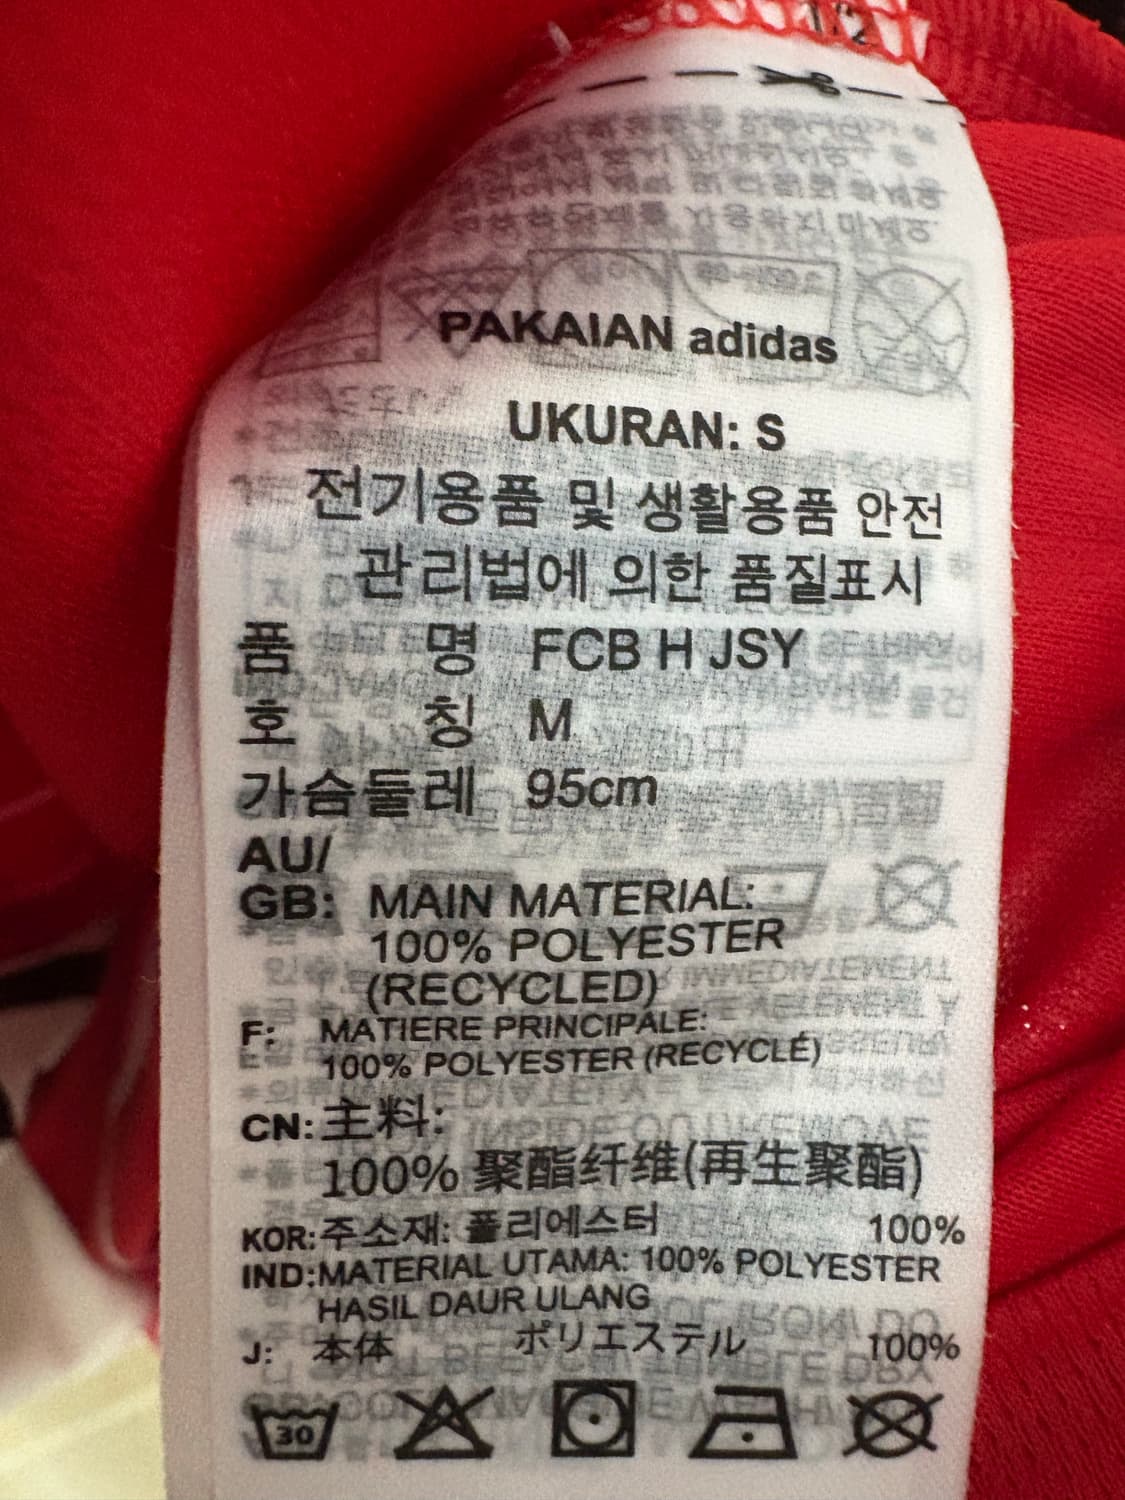 1/2
PAKAIAN adidas
UKURAN: S
전기용품 및 생활용품 안전
관리법에 의한 품질표시
품 명 FCB H JSY
호 칭 M
가슴둘레 95cm
AU/
GB: MAIN MATERIAL:
100% POLYESTER
(RECYCLED)
F: MATIERE PRINCIPALE:
100% POLYESTER (RECYCLÉ)
CN: 主料:
100% 聚酯纤维(再生聚酯)
KOR: 주소재: 폴리에스터 100%
IND:MATERIAL UTAMA: 100% POLYESTER
HASIL DAUR ULANG
J: 本体 ポリエステル 100%
30